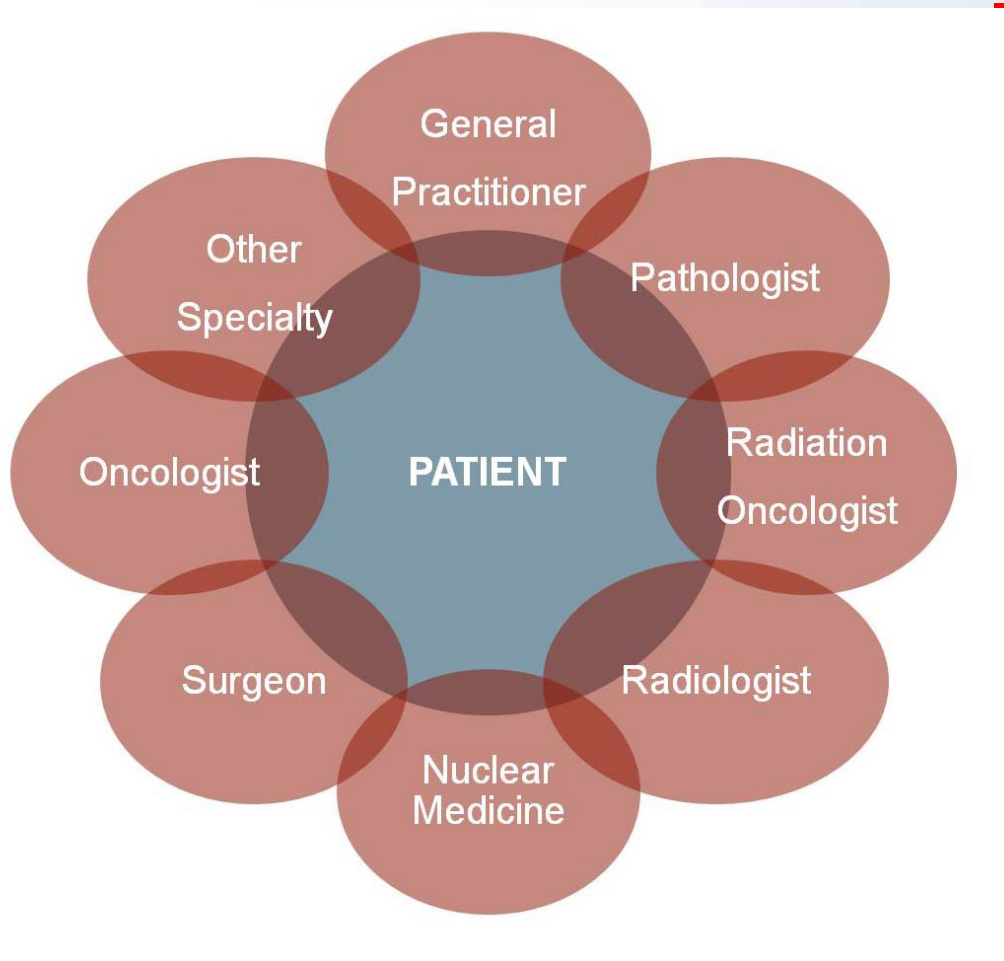 General
Practitioner
Other
Specialty
Pathologist
Radiation
Oncologist
Oncologist
PATIENT
Surgeon
Radiologist
Nuclear
Medicine